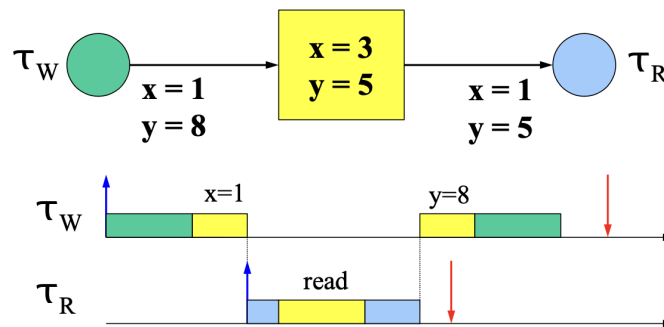 τW
x = 1
y = 8
x = 3
y = 5
x = 1
y = 5
τR
τW
x=1
y=8
τR
read